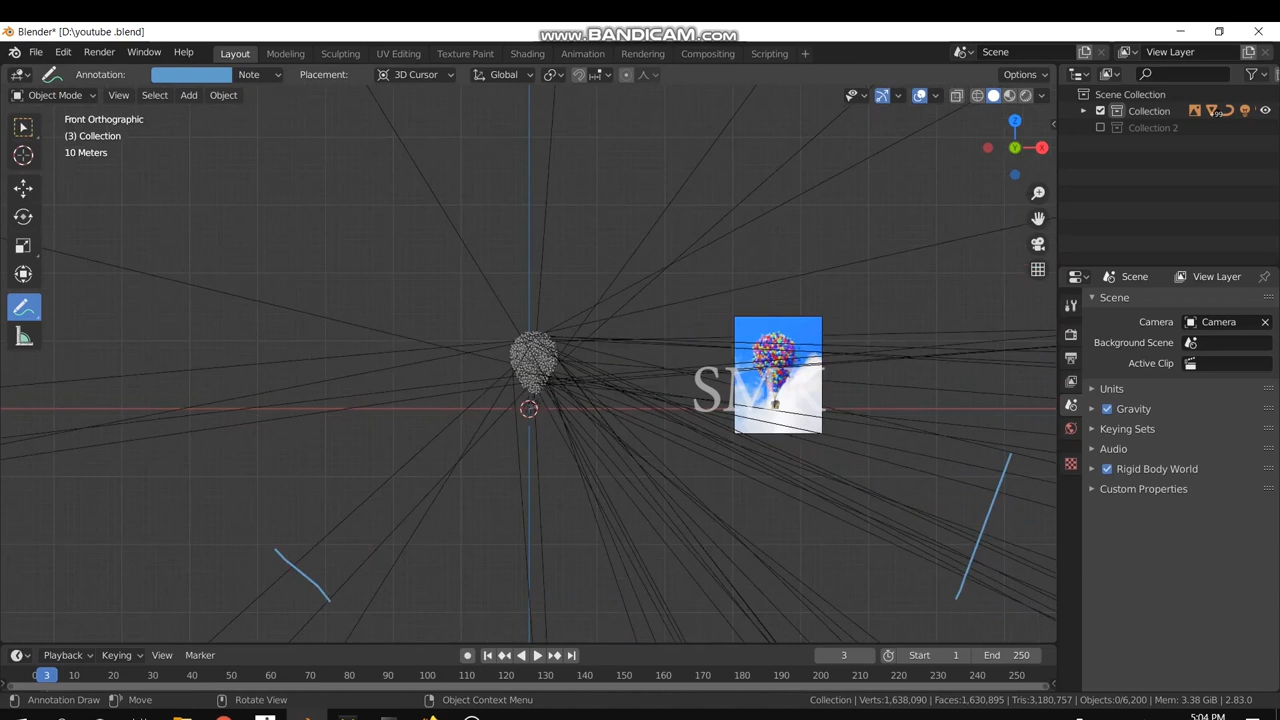 www.BANDICAM.com
Blender* [D:\youtube .blend]
File Edit Render Window Help Layout Modeling Sculpting UV Editing Texture Paint Shading Animation Rendering Compositing Scripting + Scene View Layer
Annotation: Note Placement: 3D Cursor Global Options
Object Mode View Select Add Object
Front Orthographic
(3) Collection
10 Meters
Z
Y
X
Scene Collection
Collection
99
Collection 2
Scene View Layer
Scene
Camera Camera
Background Scene
Active Clip
Units
Gravity
Keying Sets
Audio
Rigid Body World
Custom Properties
Playback Keying View Marker 3 Start 1 End 250
0 3 10 20 30 40 50 60 70 80 90 100 110 120 130 140 150 160 170 180 190 200 210 220 230 240 250
Annotation Draw Move Rotate View Object Context Menu Collection | Verts:1,638,090 | Faces:1,630,895 | Tris:3,180,757 | Objects:0/6,200 | Mem: 3.38 GiB | 2.83.0
5:04 PM